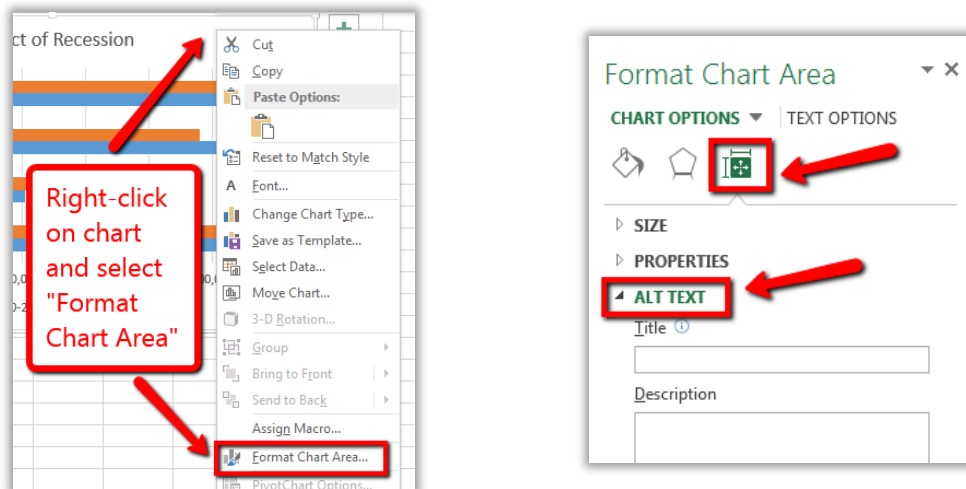 ct of Recession
Cut
Copy
Paste Options:
Reset to Match Style
A Font...
Change Chart Type...
Save as Template...
Select Data...
Move Chart...
3-D Rotation...
Group
Bring to Front
Send to Back
Assign Macro...
Format Chart Area...
PivotChart Options...
Right-click
on chart
and select
"Format
Chart Area"
Format Chart Area
CHART OPTIONS TEXT OPTIONS
SIZE
PROPERTIES
ALT TEXT
Title
Description